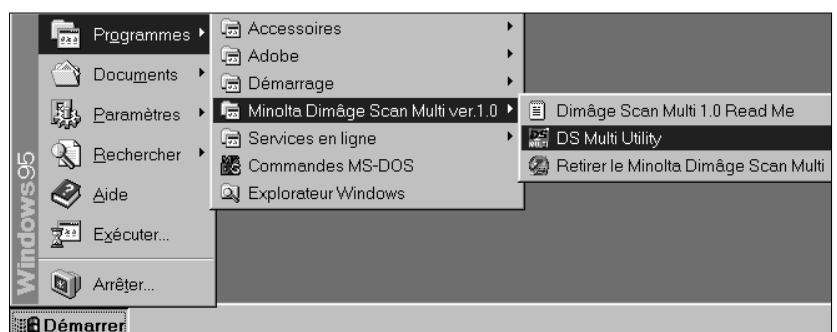 Windows95
Programmes
Documents
Paramètres
Rechercher
Aide
Exécuter...
Arrêter...
Démarrer
Accessoires
Adobe
Démarrage
Minolta Dimâge Scan Multi ver.1.0
Services en ligne
Commandes MS-DOS
Explorateur Windows
Dimâge Scan Multi 1.0 Read Me
DS Multi Utility
Retirer le Minolta Dimâge Scan Multi